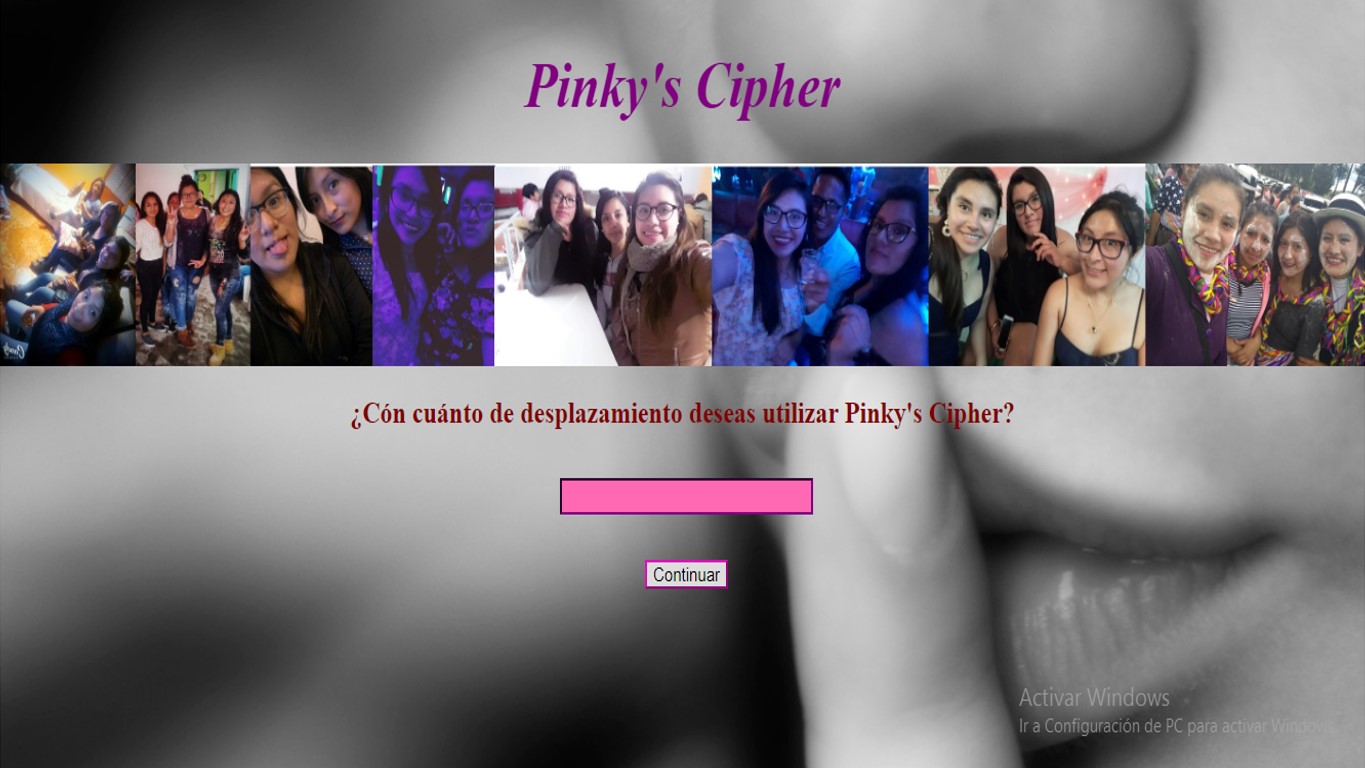 Pinky's Cipher
¿Cón cuánto de desplazamiento deseas utilizar Pinky's Cipher?
Continuar
Activar Windows
Ir a Configuración de PC para activar Windows.